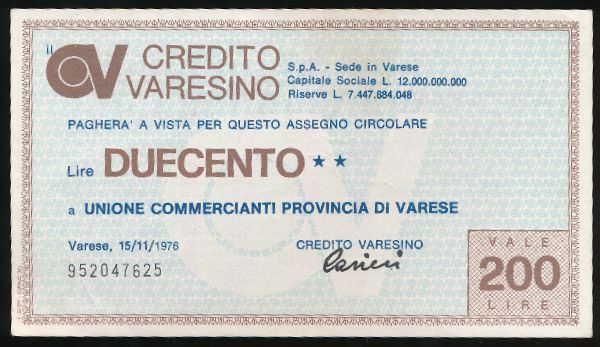 il CREDITO
VARESINO
S.p.A. - Sede in Varese
Capitale Sociale L. 12.000.000.000
Riserve L. 7.447.884.048
PAGHERA' A VISTA PER QUESTO ASSEGNO CIRCOLARE
Lire DUECENTO ★★
a UNIONE COMMERCIANTI PROVINCIA DI VARESE
Varese, 15/11/1976
CREDITO VARESINO
952047625
VALE
200
LIRE